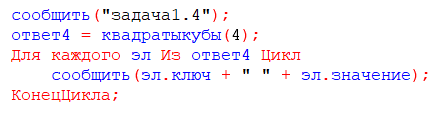 сообщить("задача1.4");
ответ4 = квадратыкубы(4);
Для каждого эл Из ответ4 Цикл
сообщить(эл.ключ + " " + эл.значение);
КонецЦикла;